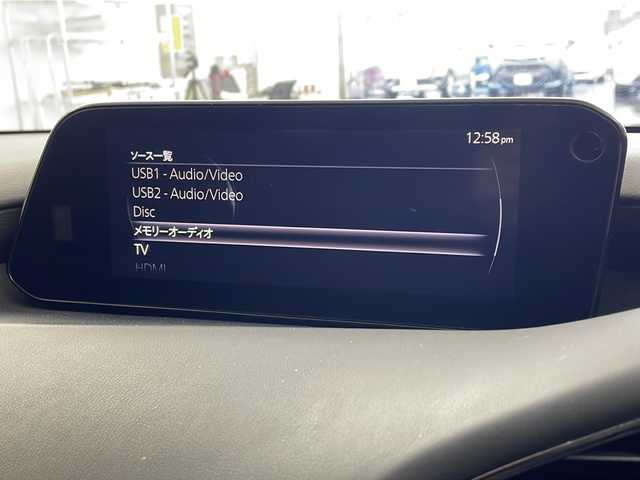 12:58pm
ソース一覧
USB1 - Audio/Video
USB2 - Audio/Video
Disc
メモリーオーディオ
TV
HDMI